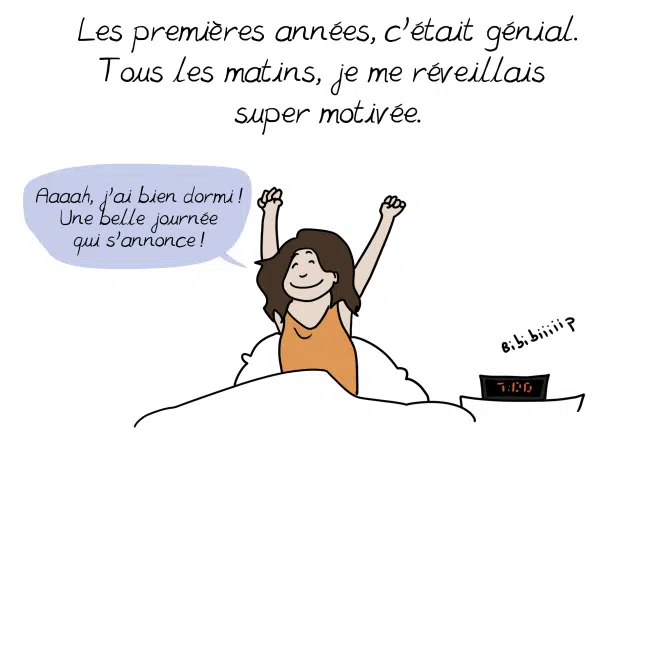 Les premières années, c'était génial.
Tous les matins, je me réveillais
super motivée.
Aaaah, j'ai bien dormi !
Une belle journée
qui s'annonce !
Bibibiiiiip
7:00